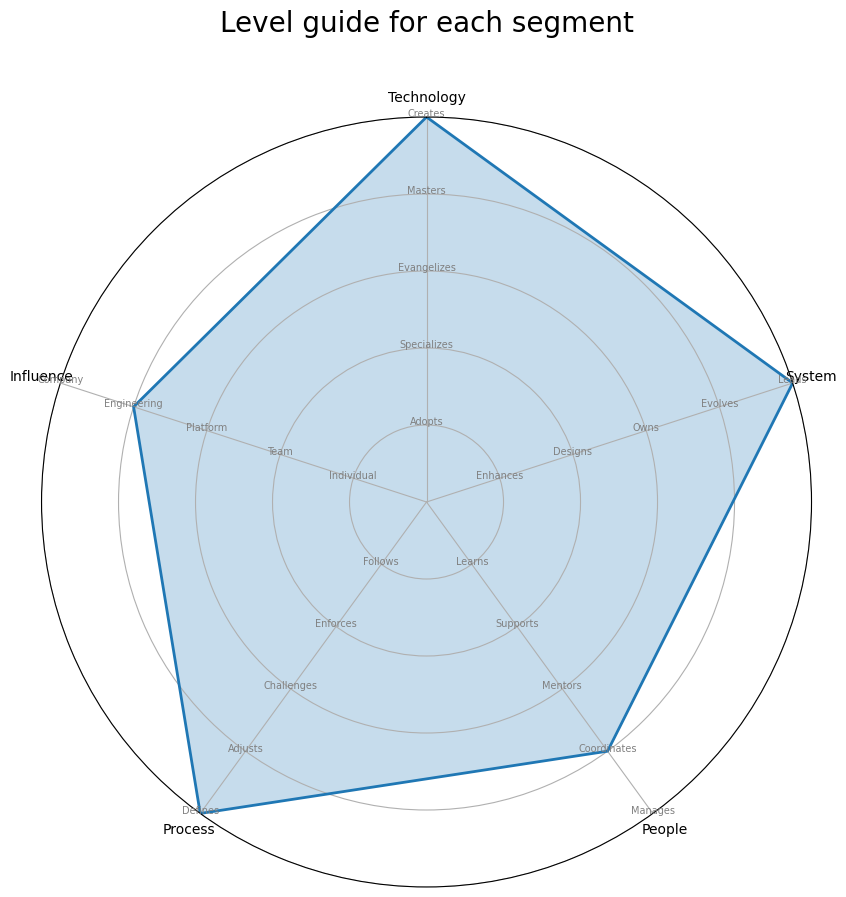 Level guide for each segment
Technology
Creates
Masters
Evangelizes
Specializes
Adopts
Influence
Company
Engineering
Platform
Team
Individual
System
Leads
Evolves
Owns
Designs
Enhances
Follows
Enforces
Challenges
Adjusts
Defines
Process
Learns
Supports
Mentors
Coordinates
Manages
People